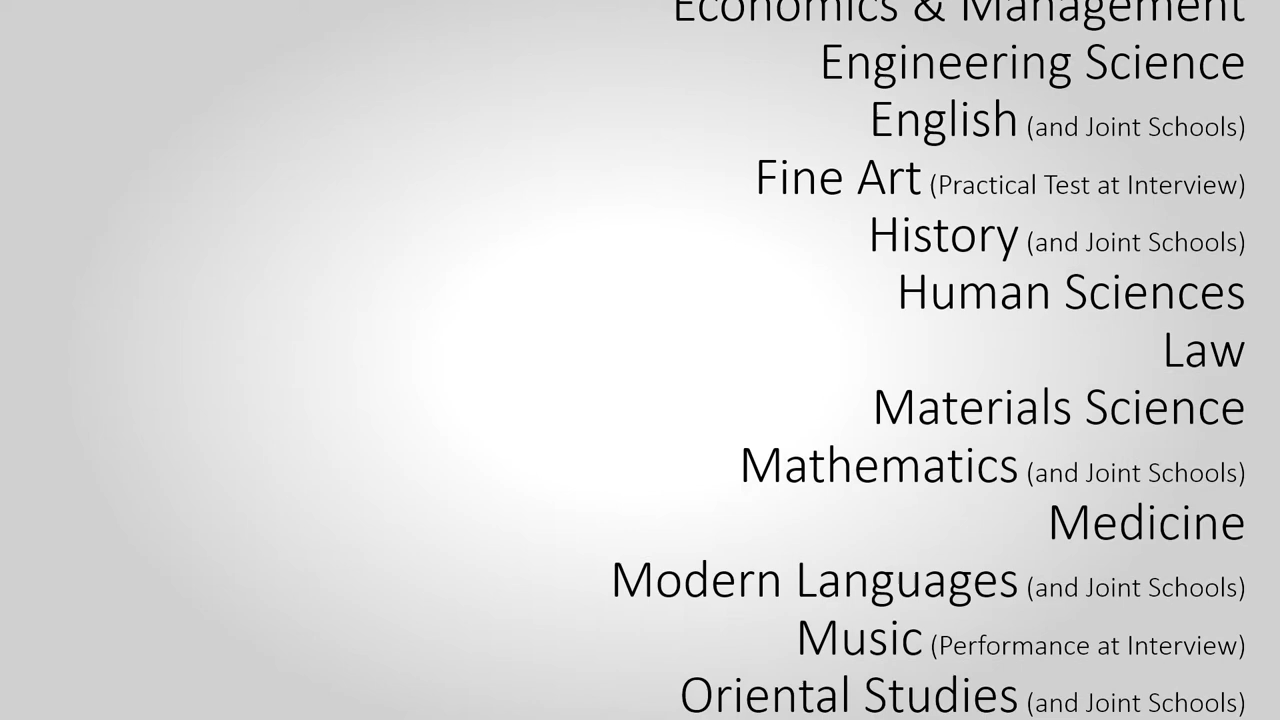 Economics & Management
Engineering Science
English (and Joint Schools)
Fine Art (Practical Test at Interview)
History (and Joint Schools)
Human Sciences
Law
Materials Science
Mathematics (and Joint Schools)
Medicine
Modern Languages (and Joint Schools)
Music (Performance at Interview)
Oriental Studies (and Joint Schools)